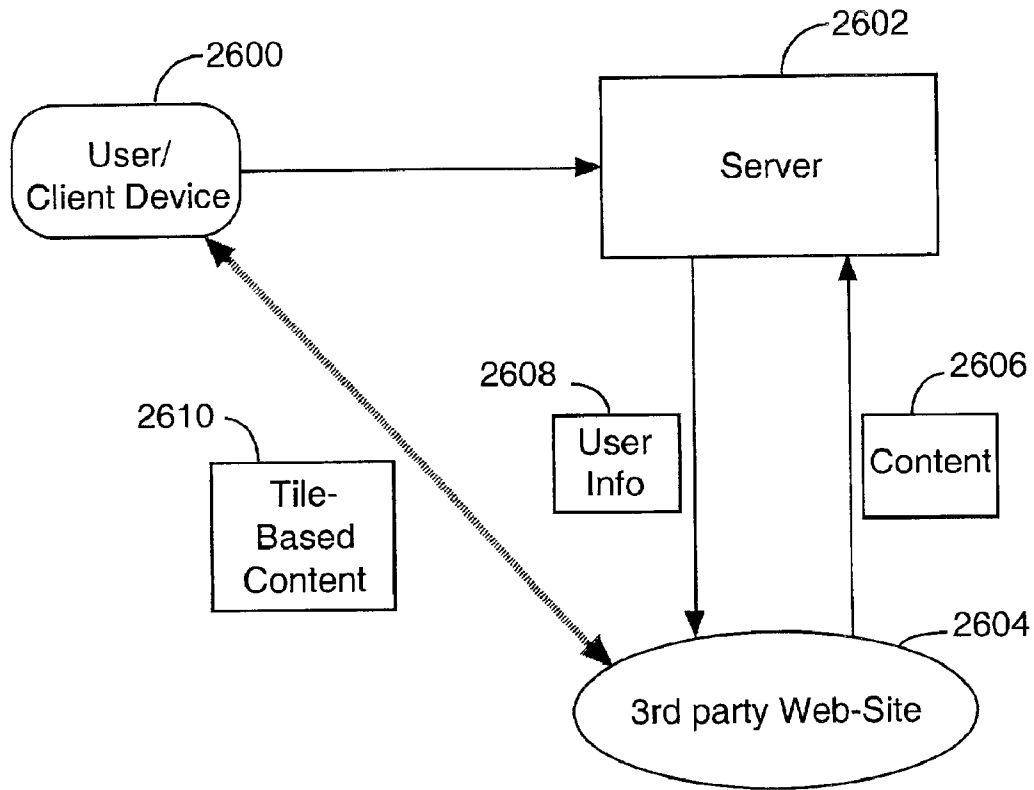 2602
2600
User/
Client Device
Server
2608
2606
2610
User
Info
Content
Tile-
Based
Content
2604
3rd party Web-Site